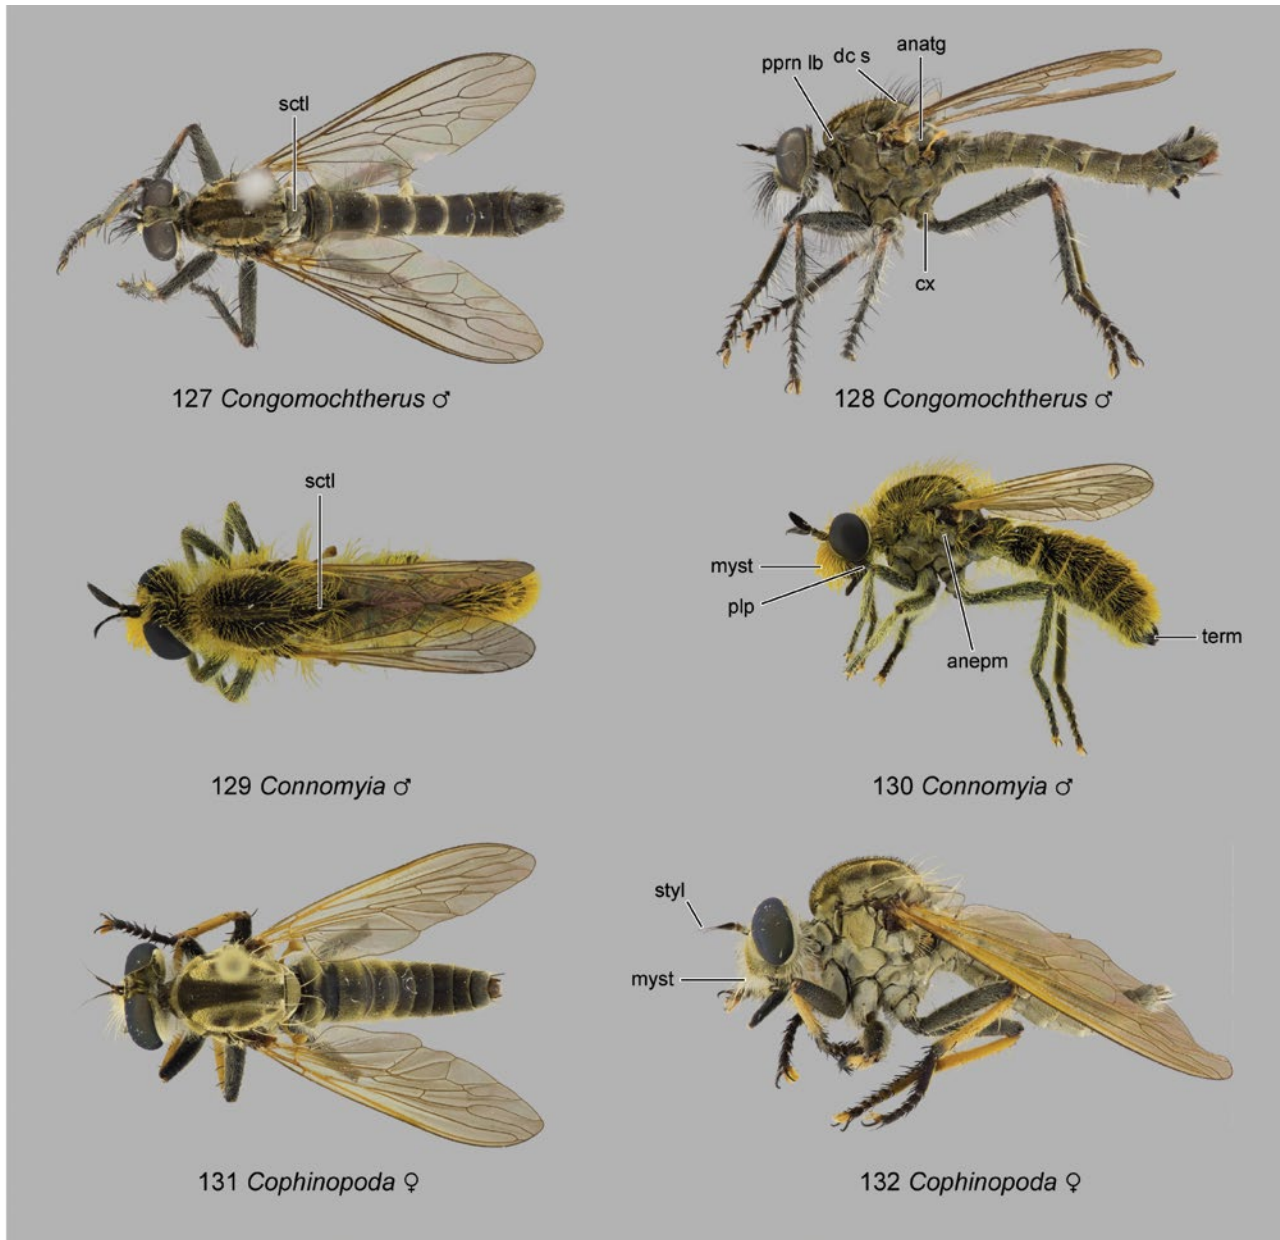 sctl
pprn lb
dc s
anatg
cx
127 Congomochtherus ♂
128 Congomochtherus ♂
sctl
myst
plp
anepm
term
129 Connomyia ♂
130 Connomyia ♂
styl
myst
131 Cophinopoda ♀
132 Cophinopoda ♀